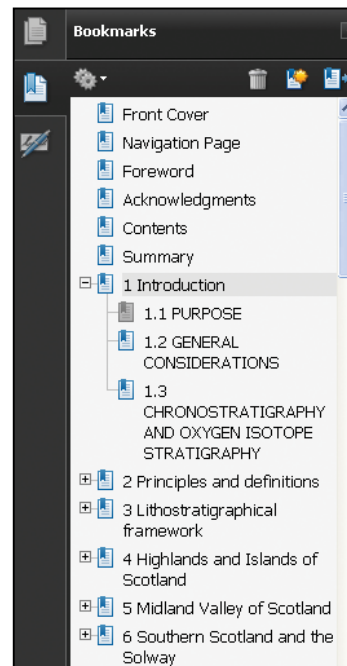 Bookmarks
Front Cover
Navigation Page
Foreword
Acknowledgments
Contents
Summary
1 Introduction
1.1 PURPOSE
1.2 GENERAL
CONSIDERATIONS
1.3
CHRONOSTRATIGRAPHY
AND OXYGEN ISOTOPE
STRATIGRAPHY
2 Principles and definitions
3 Lithostratigraphical
framework
4 Highlands and Islands of
Scotland
5 Midland Valley of Scotland
6 Southern Scotland and the
Solway